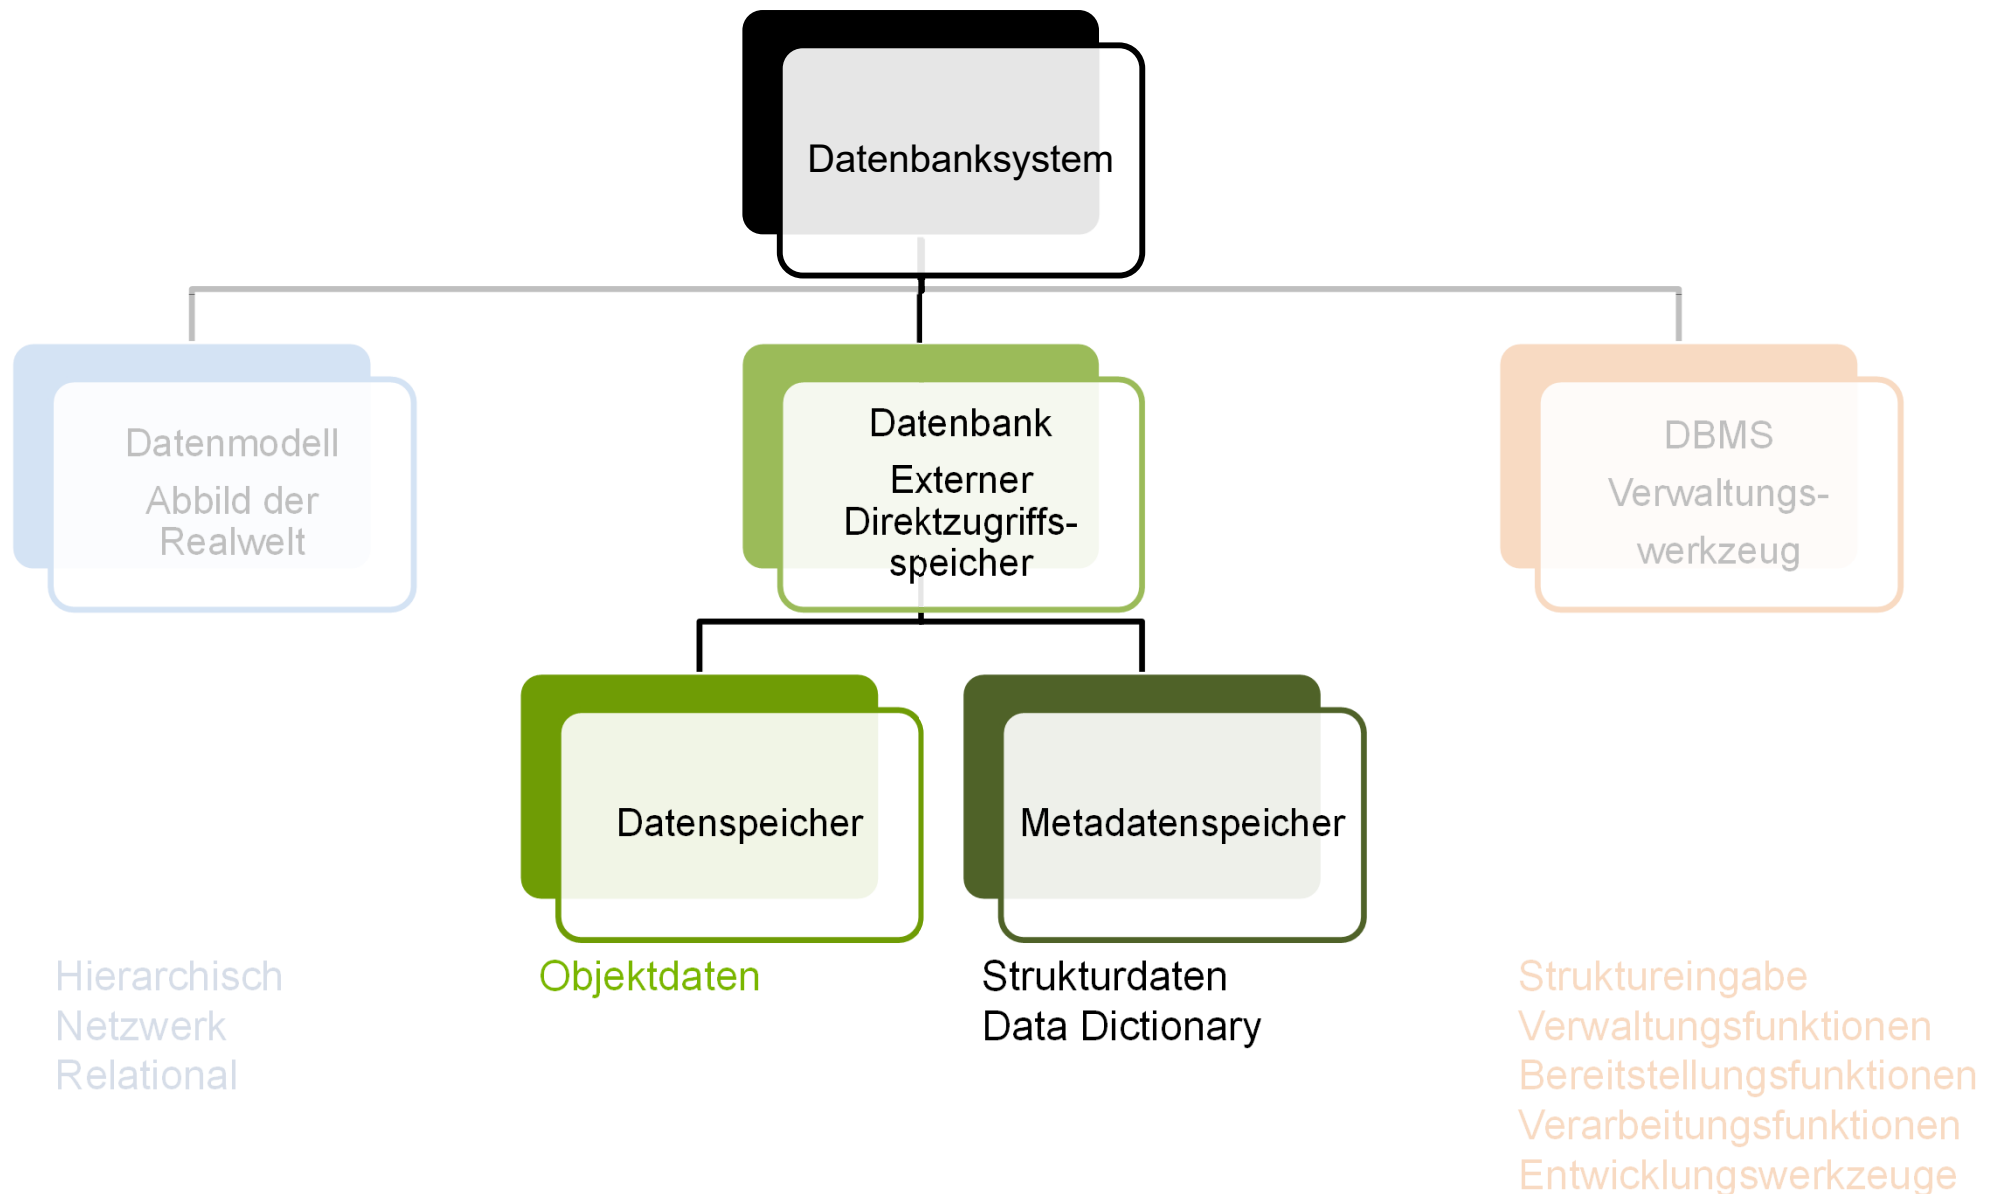 Datenbanksystem
Datenmodell
Abbild der
Realwelt
Datenbank
Externer
Direktzugriffs-
speicher
DBMS
Verwaltungs-
werkzeug
Datenspeicher
Metadatenspeicher
Hierarchisch
Netzwerk
Relational
Objektdaten
Strukturdaten
Data Dictionary
Struktureingabe
Verwaltungsfunktionen
Bereitstellungsfunktionen
Verarbeitungsfunktionen
Entwicklungswerkzeuge